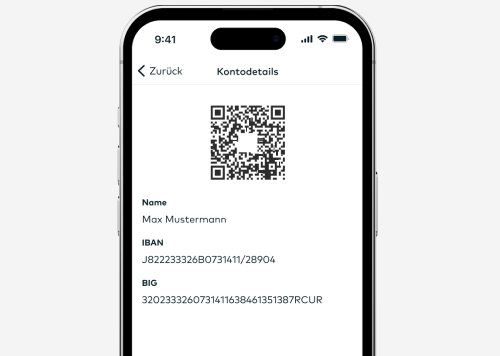 9:41
Zurück
Kontodetails
Name
Max Mustermann
IBAN
J822233326B0731411/28904
BIG
3202333260731411638461351387RCUR